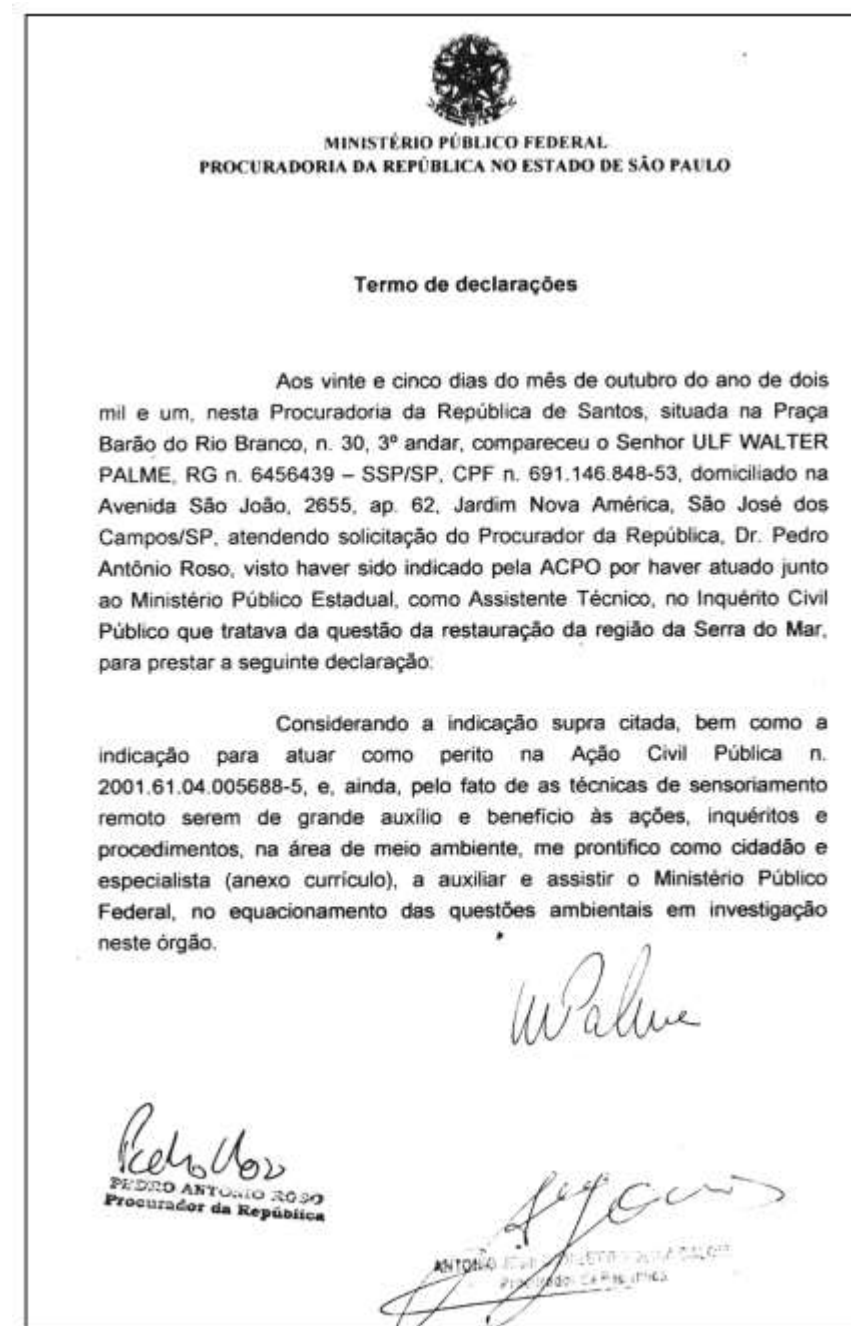 MINISTÉRIO PÚBLICO FEDERAL
PROCURADORIA DA REPÚBLICA NO ESTADO DE SÃO PAULO
Termo de declarações
Aos vinte e cinco dias do mês de outubro do ano de dois
mil e um, nesta Procuradoria da República de Santos, situada na Praça
Barão do Rio Branco, n. 30, 3º andar, compareceu o Senhor ULF WALTER
PALME, RG n. 6456439 – SSP/SP, CPF n. 691.146.848-53, domiciliado na
Avenida São João, 2655, ap. 62, Jardim Nova América, São José dos
Campos/SP, atendendo solicitação do Procurador da República, Dr. Pedro
Antônio Roso, visto haver sido indicado pela ACPO por haver atuado junto
ao Ministério Público Estadual, como Assistente Técnico, no Inquérito Civil
Público que tratava da questão da restauração da região da Serra do Mar,
para prestar a seguinte declaração:
Considerando a indicação supra citada, bem como a
indicação para atuar como perito na Ação Civil Pública n.
2001.61.04.005688-5, e, ainda, pelo fato de as técnicas de sensoriamento
remoto serem de grande auxílio e benefício às ações, inquéritos e
procedimentos, na área de meio ambiente, me prontifico como cidadão e
especialista (anexo currículo), a auxiliar e assistir o Ministério Público
Federal, no equacionamento das questões ambientais em investigação
neste órgão.
PEDRO ANTONIO ROSO
Procurador da República
ANTONIO
Procurador da República